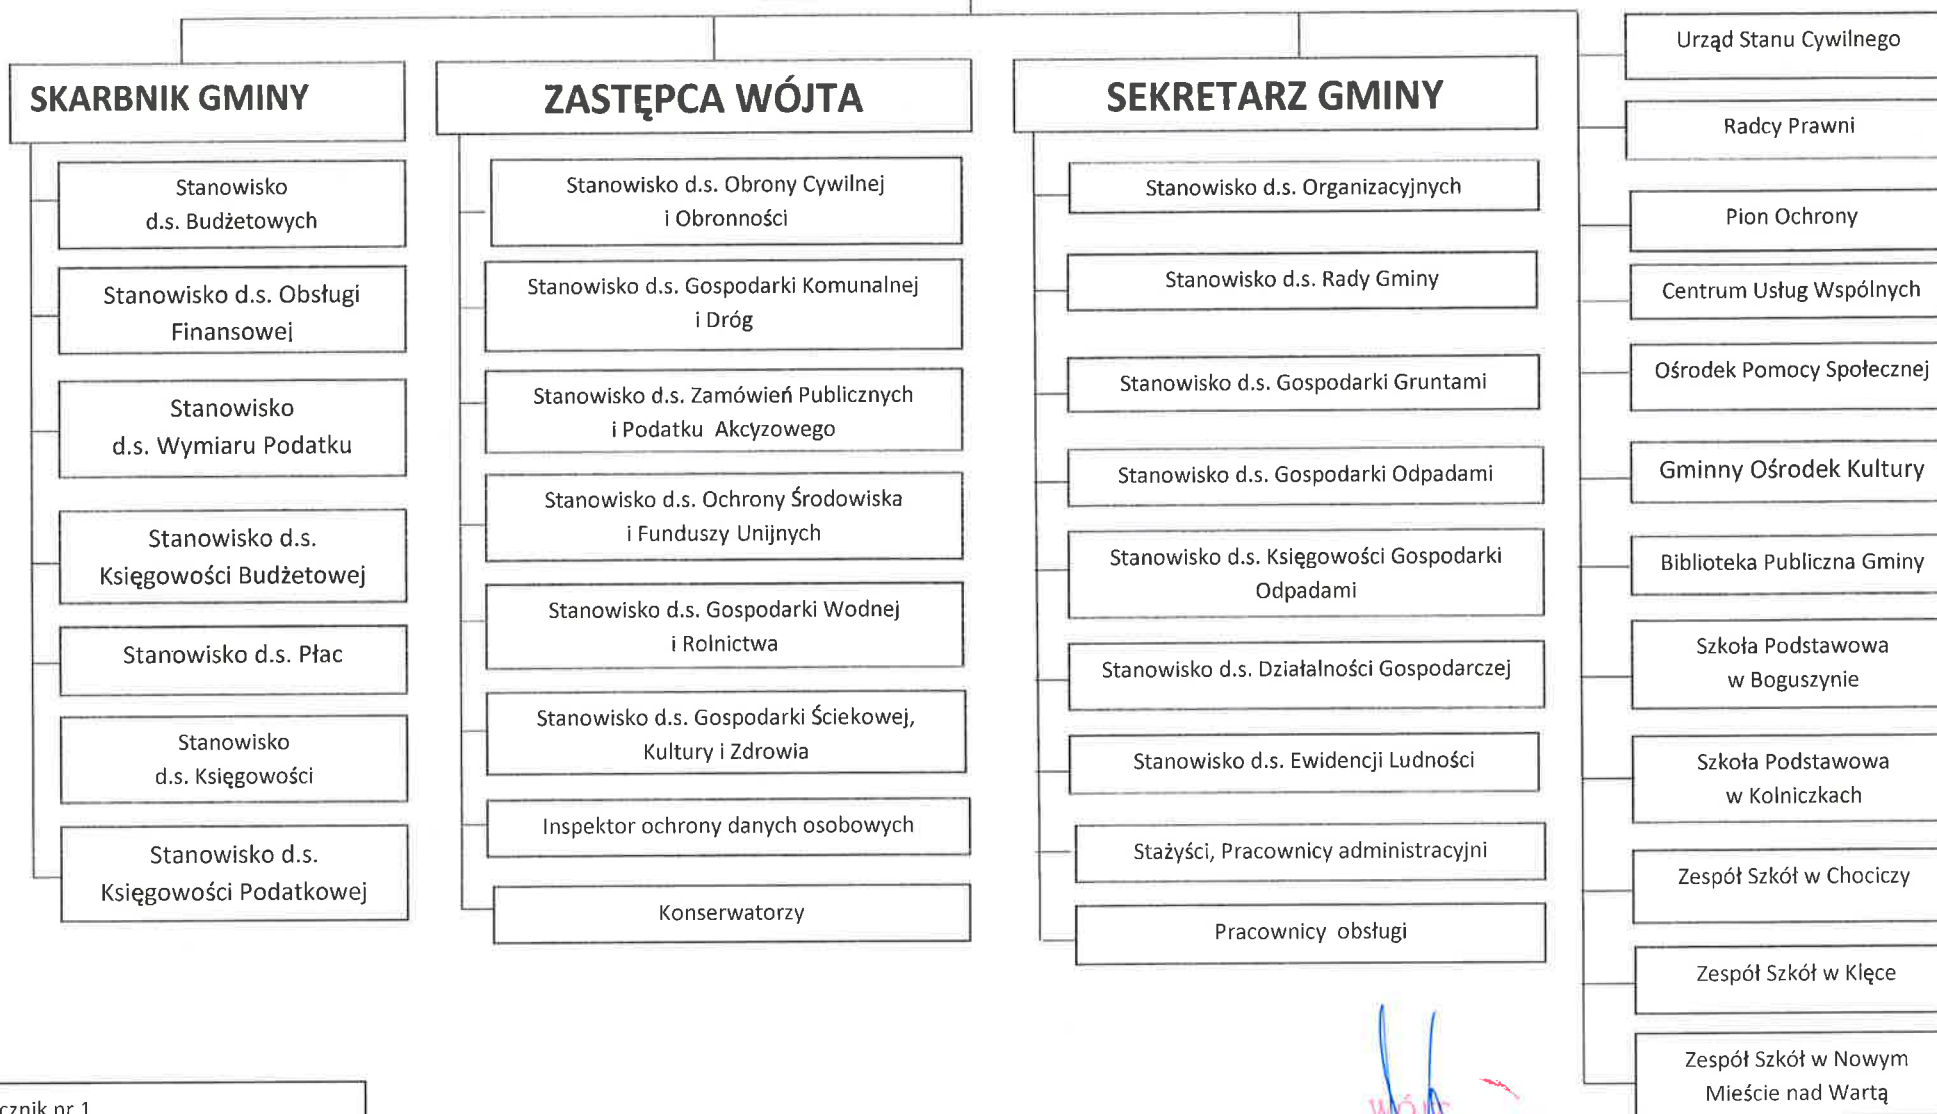 SKARBNIK GMINY
Stanowisko
d.s. Budżetowych
Stanowisko d.s. Obsługi
Finansowej
Stanowisko
d.s. Wymiaru Podatku
Stanowisko d.s.
Księgowości Budżetowej
Stanowisko d.s. Płac
Stanowisko
d.s. Księgowości
Stanowisko d.s.
Księgowości Podatkowej
ZASTĘPCA WÓJTA
Stanowisko d.s. Obrony Cywilnej
i Obronności
Stanowisko d.s. Gospodarki Komunalnej
i Dróg
Stanowisko d.s. Zamówień Publicznych
i Podatku Akcyzowego
Stanowisko d.s. Ochrony Środowiska
i Funduszy Unijnych
Stanowisko d.s. Gospodarki Wodnej
i Rolnictwa
Stanowisko d.s. Gospodarki Ściekowej,
Kultury i Zdrowia
Inspektor ochrony danych osobowych
Konserwatorzy
SEKRETARZ GMINY
Stanowisko d.s. Organizacyjnych
Stanowisko d.s. Rady Gminy
Stanowisko d.s. Gospodarki Gruntami
Stanowisko d.s. Gospodarki Odpadami
Stanowisko d.s. Księgowości Gospodarki
Odpadami
Stanowisko d.s. Działalności Gospodarczej
Stanowisko d.s. Ewidencji Ludności
Stażyści, Pracownicy administracyjni
Pracownicy obsługi
Urząd Stanu Cywilnego
Radcy Prawni
Pion Ochrony
Centrum Usług Wspólnych
Ośrodek Pomocy Społecznej
Gminny Ośrodek Kultury
Biblioteka Publiczna Gminy
Szkoła Podstawowa
w Boguszynie
Szkoła Podstawowa
w Kolniczkach
Zespół Szkół w Chociczy
Zespół Szkół w Klęce
Zespół Szkół w Nowym
Mieście nad Wartą
cznik nr 1